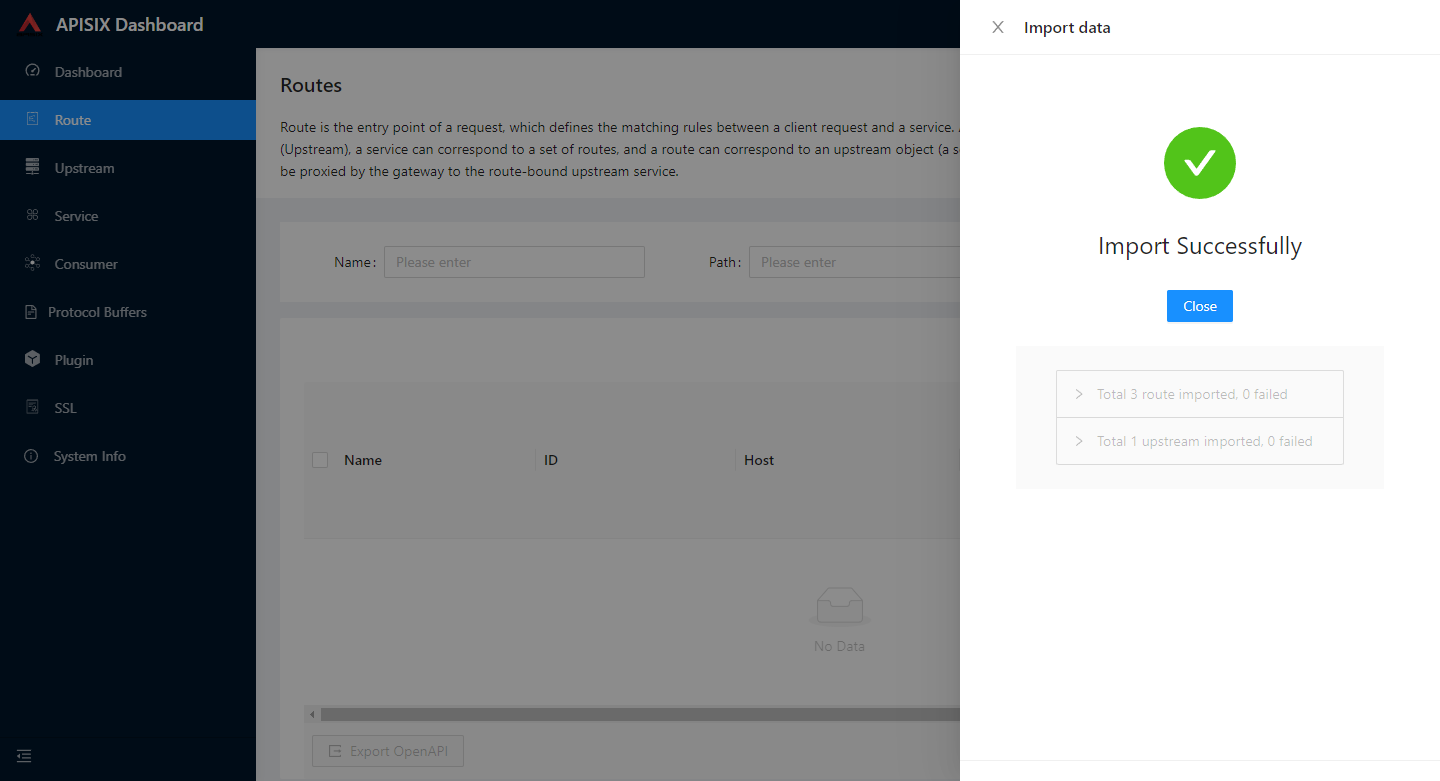 APISIX Dashboard
Dashboard
Route
Upstream
Service
Consumer
Protocol Buffers
Plugin
SSL
System Info
Routes
Route is the entry point of a request, which defines the matching rules between a client request and a service.
(Upstream), a service can correspond to a set of routes, and a route can correspond to an upstream object (a s
be proxied by the gateway to the route-bound upstream service.
Name:
Please enter
Path:
Please enter
Name
ID
Host
No Data
Export OpenAPI
Import data
Import Successfully
Close
Total 3 route imported, 0 failed
Total 1 upstream imported, 0 failed